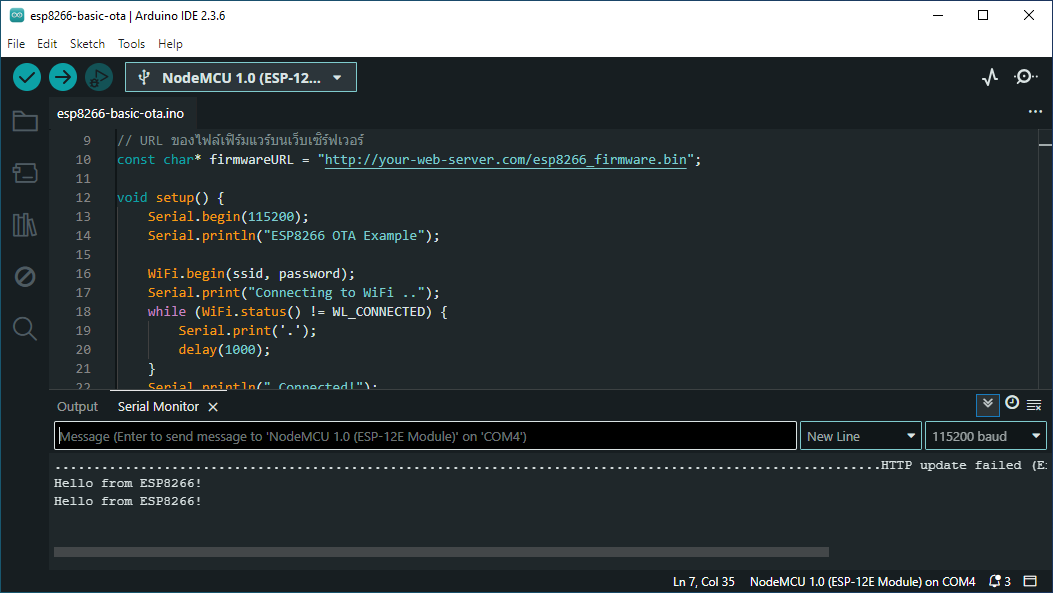 esp8266-basic-ota | Arduino IDE 2.3.6
File Edit Sketch Tools Help
NodeMCU 1.0 (ESP-12...
esp8266-basic-ota.ino
9 // URL ของไฟล์เฟิร์มแวร์บนเว็บเซิร์ฟเวอร์
10 const char* firmwareURL = "http://your-web-server.com/esp8266_firmware.bin";
11
12 void setup() {
13 Serial.begin(115200);
14 Serial.println("ESP8266 OTA Example");
15
16 WiFi.begin(ssid, password);
17 Serial.print("Connecting to WiFi ..");
18 while (WiFi.status() != WL_CONNECTED) {
19 Serial.print('.');
20 delay(1000);
21 }
22 Serial.println(" Connected!");
Output Serial Monitor
Message (Enter to send message to 'NodeMCU 1.0 (ESP-12E Module)' on 'COM4')
New Line
115200 baud
...........................................................................................HTTP update failed (E:
Hello from ESP8266!
Hello from ESP8266!
Ln 7, Col 35 NodeMCU 1.0 (ESP-12E Module) on COM4 3